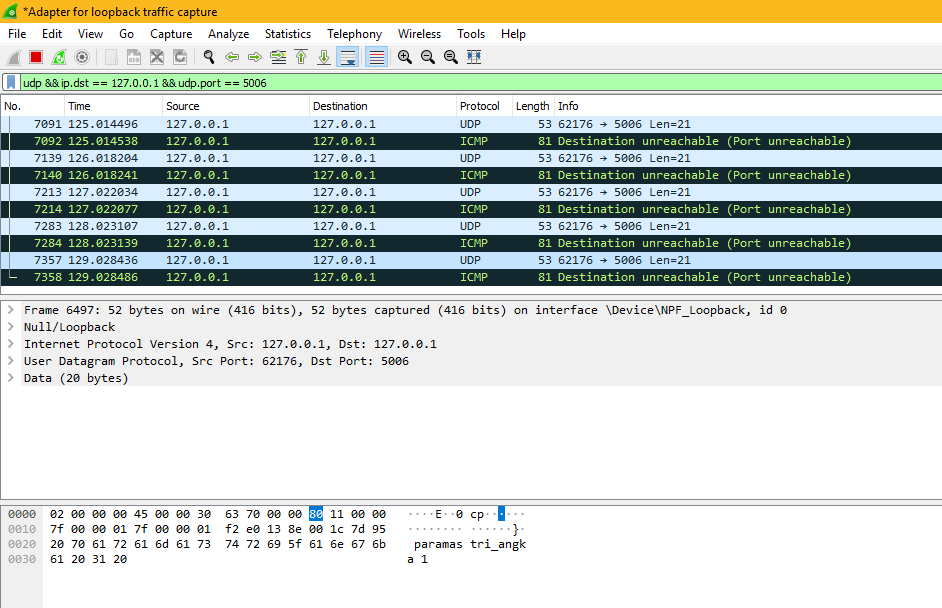 *Adapter for loopback traffic capture
File Edit View Go Capture Analyze Statistics Telephony Wireless Tools Help
udp && ip.dst == 127.0.0.1 && udp.port == 5006
No. Time Source Destination Protocol Length Info
7091 125.014496 127.0.0.1 127.0.0.1 UDP 53 62176 → 5006 Len=21
7092 125.014538 127.0.0.1 127.0.0.1 ICMP 81 Destination unreachable (Port unreachable)
7139 126.018204 127.0.0.1 127.0.0.1 UDP 53 62176 → 5006 Len=21
7140 126.018241 127.0.0.1 127.0.0.1 ICMP 81 Destination unreachable (Port unreachable)
7213 127.022034 127.0.0.1 127.0.0.1 UDP 53 62176 → 5006 Len=21
7214 127.022077 127.0.0.1 127.0.0.1 ICMP 81 Destination unreachable (Port unreachable)
7283 128.023107 127.0.0.1 127.0.0.1 UDP 53 62176 → 5006 Len=21
7284 128.023139 127.0.0.1 127.0.0.1 ICMP 81 Destination unreachable (Port unreachable)
7357 129.028436 127.0.0.1 127.0.0.1 UDP 53 62176 → 5006 Len=21
7358 129.028486 127.0.0.1 127.0.0.1 ICMP 81 Destination unreachable (Port unreachable)
Frame 6497: 52 bytes on wire (416 bits), 52 bytes captured (416 bits) on interface \Device\NPF_Loopback, id 0
Null/Loopback
Internet Protocol Version 4, Src: 127.0.0.1, Dst: 127.0.0.1
User Datagram Protocol, Src Port: 62176, Dst Port: 5006
Data (20 bytes)
0000 02 00 00 00 45 00 00 30 63 70 00 00 80 11 00 00 ····E··0 cp······
0010 7f 00 00 01 7f 00 00 01 f2 e0 13 8e 00 1c 7d 95 ········ ······}·
0020 20 70 61 72 61 6d 61 73 74 72 69 5f 61 6e 67 6b paramas tri_angk
0030 61 20 31 20 a 1